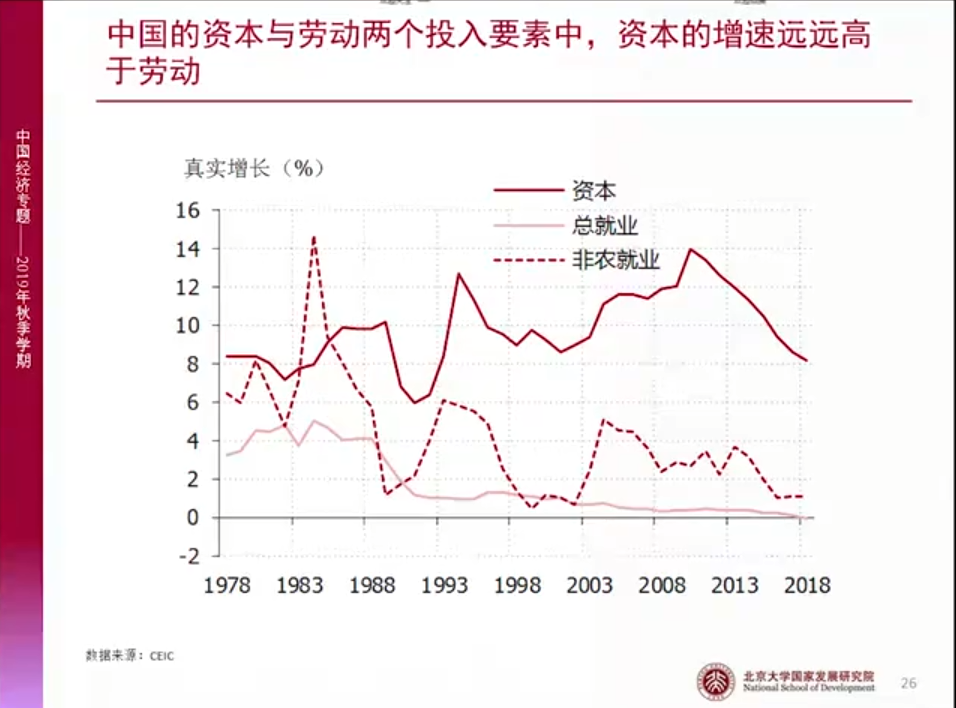 中国的资本与劳动两个投入要素中，资本的增速远远高
于劳动
中国经济专题——2019年秋季学期
真实增长（%）
资本
总就业
非农就业
16
14
12
10
8
6
4
2
0
-2
1978 1983 1988 1993 1998 2003 2008 2013 2018
数据来源：CEIC
北京大学国家发展研究院
National School of Development
26